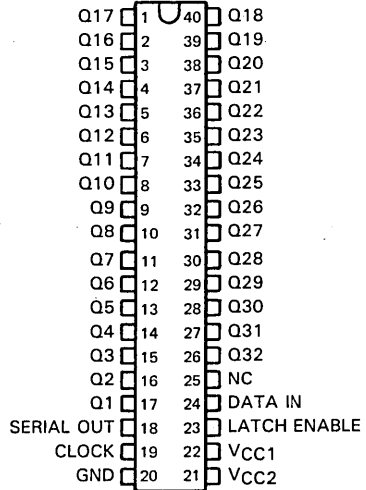 Q17 1 40 Q18
Q16 2 39 Q19
Q15 3 38 Q20
Q14 4 37 Q21
Q13 5 36 Q22
Q12 6 35 Q23
Q11 7 34 Q24
Q10 8 33 Q25
Q9 9 32 Q26
Q8 10 31 Q27
Q7 11 30 Q28
Q6 12 29 Q29
Q5 13 28 Q30
Q4 14 27 Q31
Q3 15 26 Q32
Q2 16 25 NC
Q1 17 24 DATA IN
SERIAL OUT 18 23 LATCH ENABLE
CLOCK 19 22 VCC1
GND 20 21 VCC2